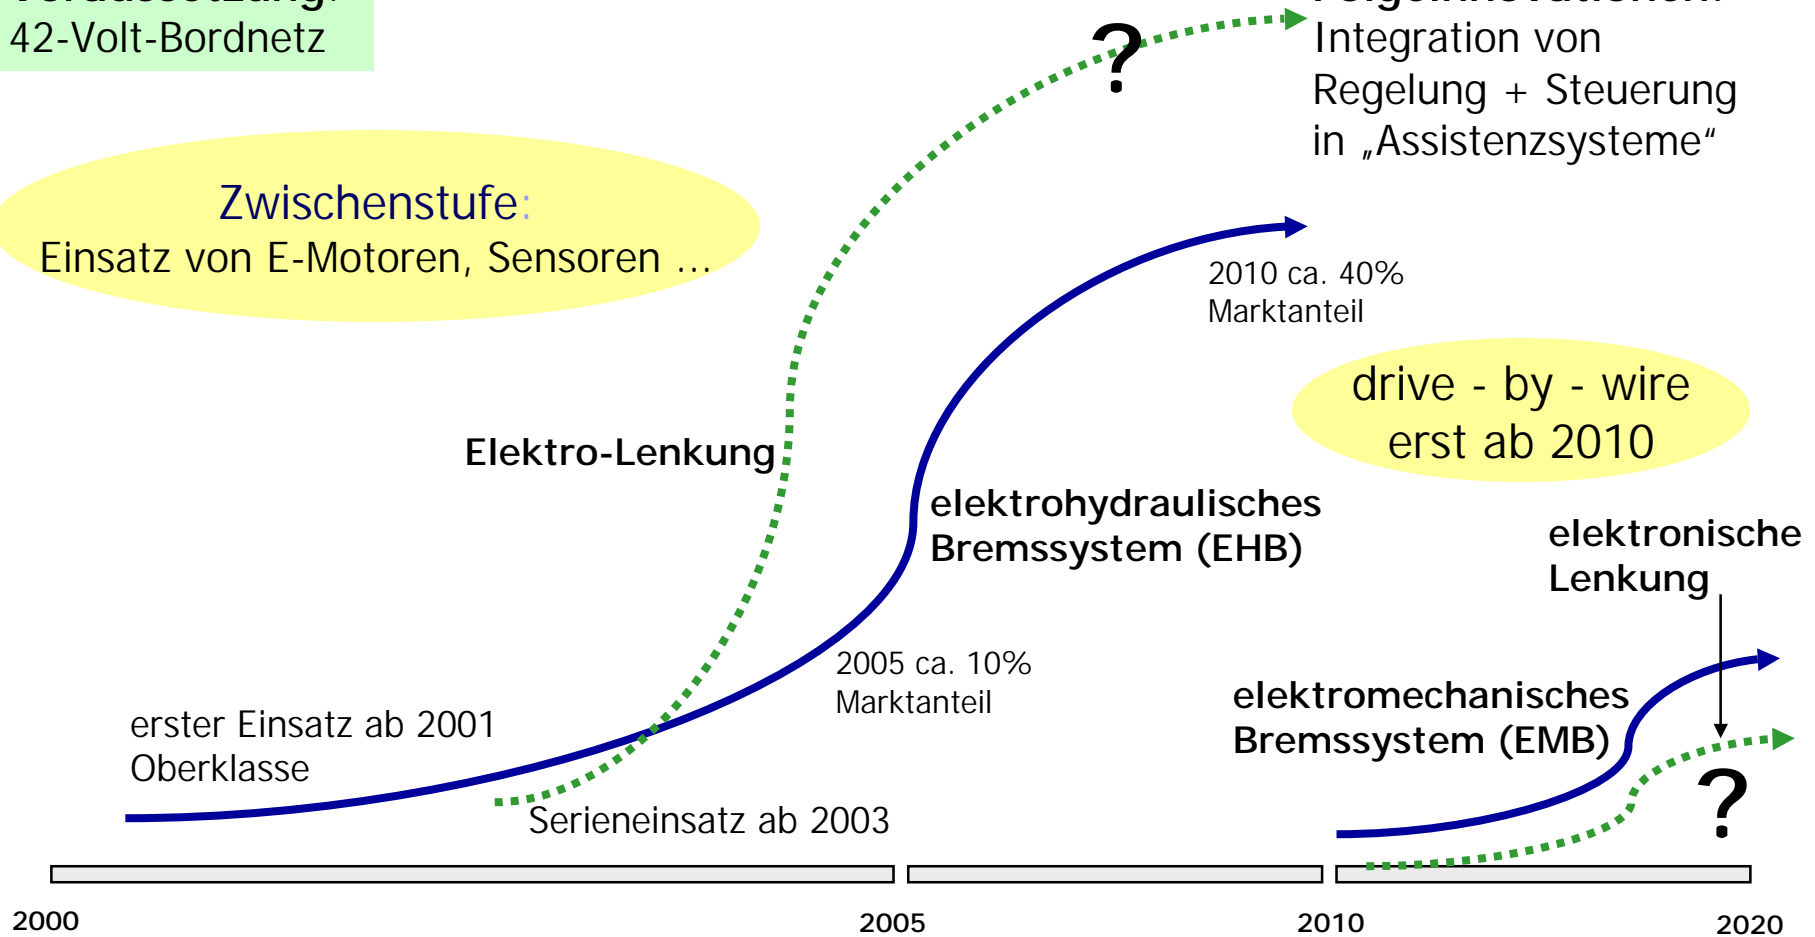 42-Volt-Bordnetz
?
Integration von
Regelung + Steuerung
in „Assistenzsysteme“
Zwischenstufe:
Einsatz von E-Motoren, Sensoren ...
2010 ca. 40%
Marktanteil
drive - by - wire
erst ab 2010
Elektro-Lenkung
elektrohydraulisches
Bremssystem (EHB)
elektronische
Lenkung
2005 ca. 10%
Marktanteil
elektromechanisches
Bremssystem (EMB)
erster Einsatz ab 2001
Oberklasse
?
Serieneinsatz ab 2003
2000
2005
2010
2020